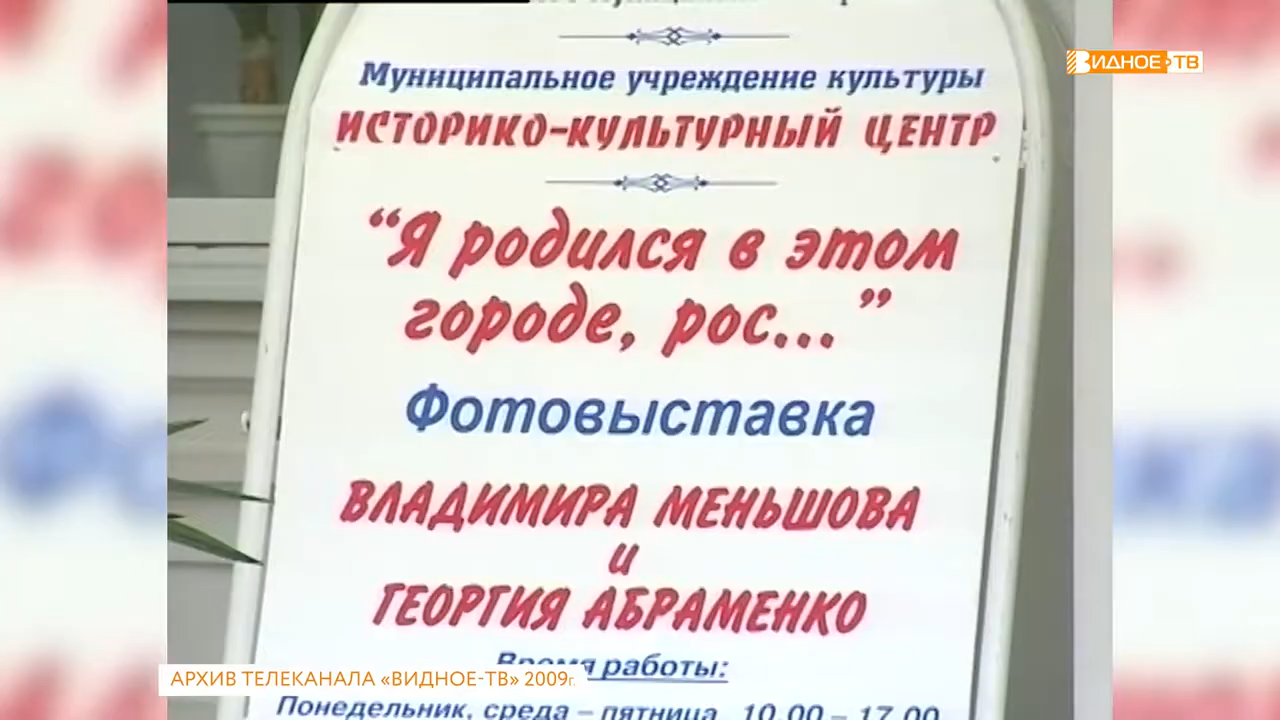 ВИДНОЕ-ТВ
Муниципальное учреждение культуры
ИСТОРИКО-КУЛЬТУРНЫЙ ЦЕНТР
“Я родился в этом
городе, рос...”
Фотовыставка
ВЛАДИМИРА МЕНЬШОВА
и
ГЕОРГИЯ АБРАМЕНКО
Время работы:
АРХИВ ТЕЛЕКАНАЛА «ВИДНОЕ-ТВ» 2009г.
Понедельник, среда – пятница 10.00 – 17.00